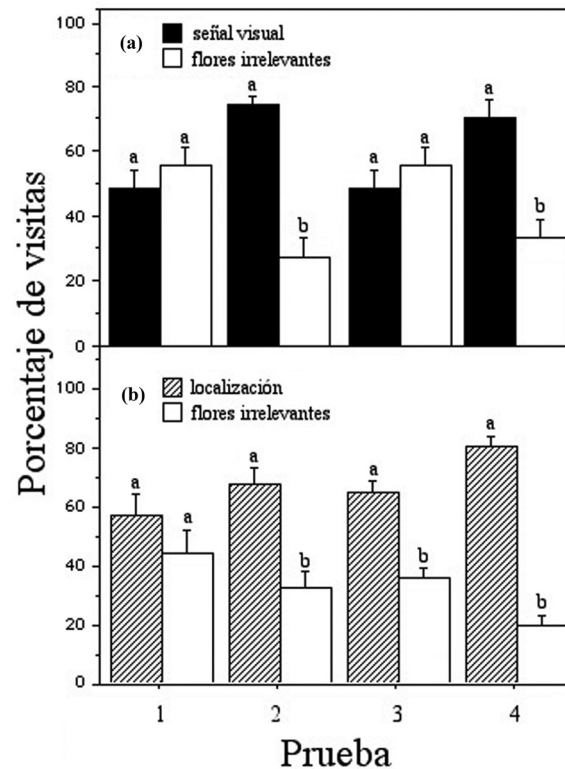 Porcentaje de visitas
(a)
señal visual
flores irrelevantes
100
80
60
40
20
0
a
a
a
b
a
a
a
b
(b)
localización
flores irrelevantes
100
80
60
40
20
0
a
a
a
b
a
b
a
b
1 2 3 4
Prueba